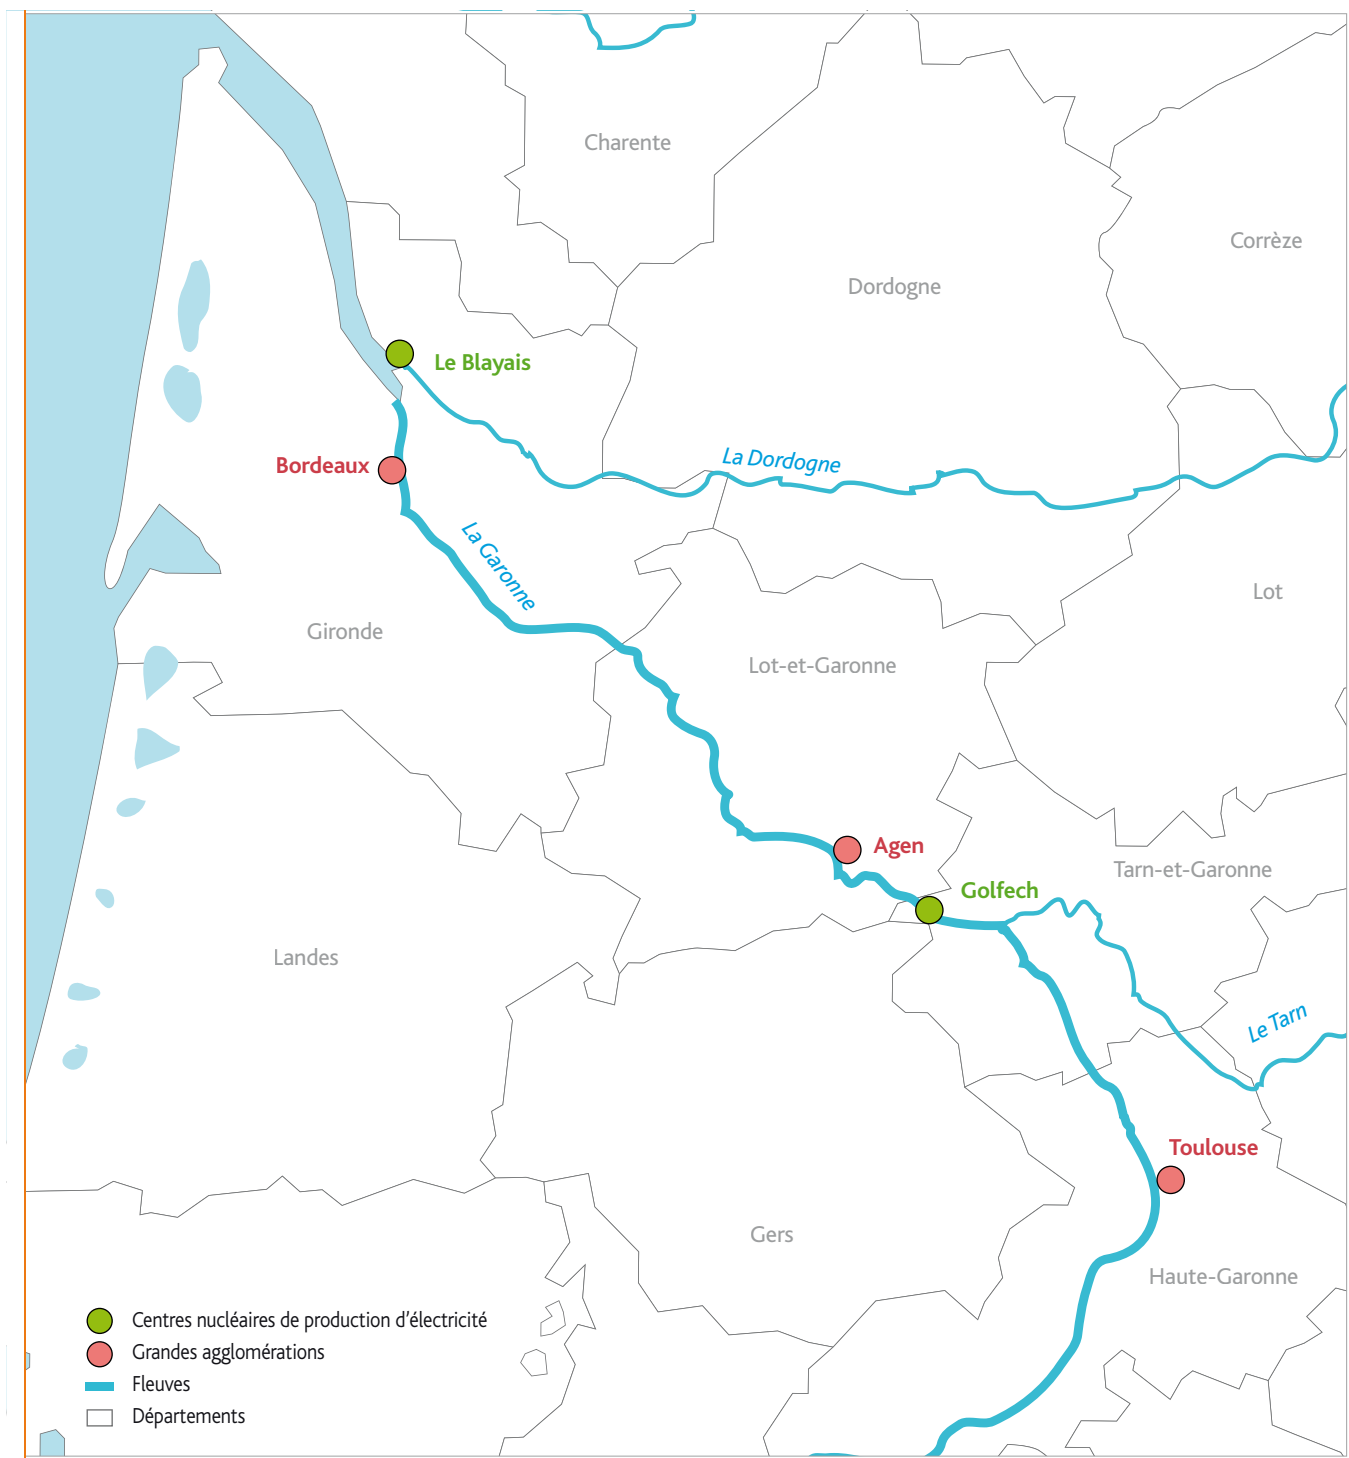 Charente
Corrèze
Dordogne
Le Blayais
La Dordogne
Bordeaux
La Garonne
Lot
Gironde
Lot-et-Garonne
Agen
Tarn-et-Garonne
Golfech
Landes
Le Tarn
Toulouse
Gers
Haute-Garonne
Centres nucléaires de production d'électricité
Grandes agglomérations
Fleuves
Départements